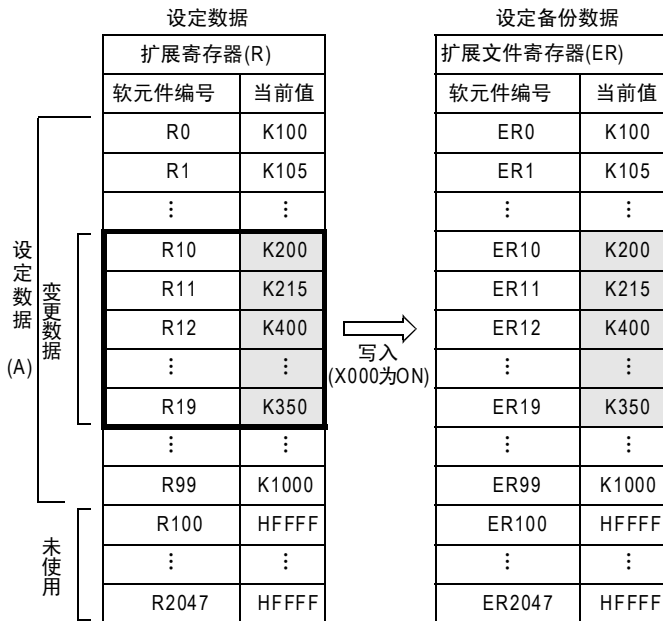 设定数据 设定备份数据
扩展寄存器(R) 扩展文件寄存器(ER)
软元件编号 当前值 软元件编号 当前值
R0 K100 ER0 K100
R1 K105 ER1 K105
⋮ ⋮ ⋮ ⋮
R10 K200 ER10 K200
R11 K215 ER11 K215
R12 K400 ER12 K400
⋮ ⋮ ⋮ ⋮
R19 K350 ER19 K350
⋮ ⋮ ⋮ ⋮
R99 K1000 ER99 K1000
R100 HFFFF ER100 HFFFF
⋮ ⋮ ⋮ ⋮
R2047 HFFFF ER2047 HFFFF
设定数据
(A)
变更数据
未使用
写入
(X000为ON)